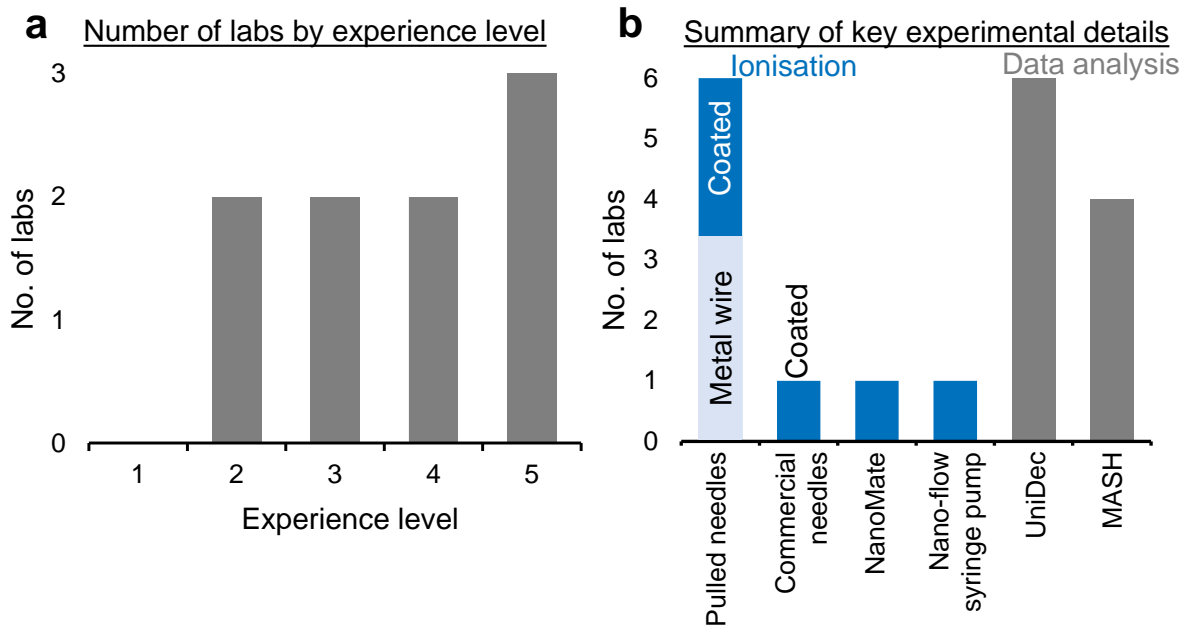 a
Number of labs by experience level
3
2
1
0
No. of labs
1 2 3 4 5
Experience level
b
Summary of key experimental details
Ionisation
Data analysis
6
5
4
3
2
1
0
No. of labs
Coated
Metal wire
Coated
Pulled needles
Commercial
needles
NanoMate
Nano-flow
syringe pump
UniDec
MASH